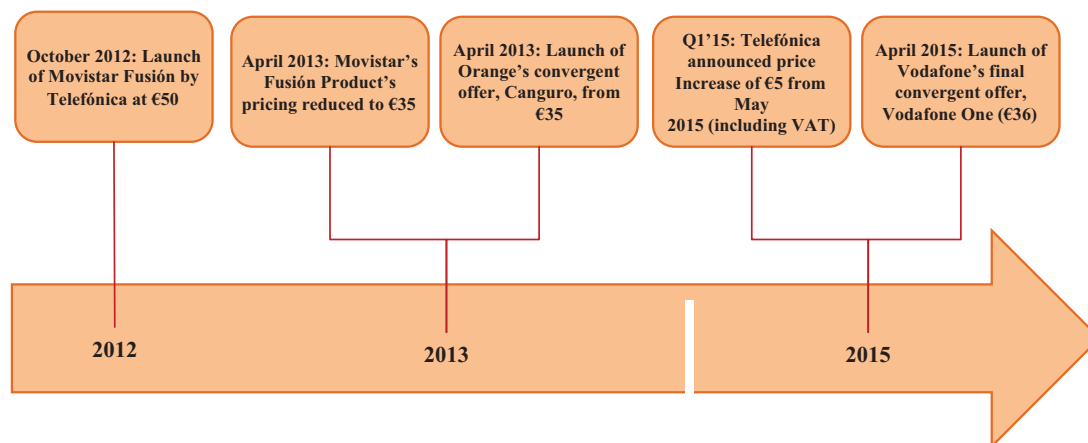 October 2012: Launch
of Movistar Fusión by
Telefónica at €50
April 2013: Movistar’s
Fusión Product’s
pricing reduced to €35
April 2013: Launch of
Orange’s convergent
offer, Canguro, from
€35
Q1’15: Telefónica
announced price
Increase of €5 from
May
2015 (including VAT)
April 2015: Launch of
Vodafone’s final
convergent offer,
Vodafone One (€36)
2012
2013
2015